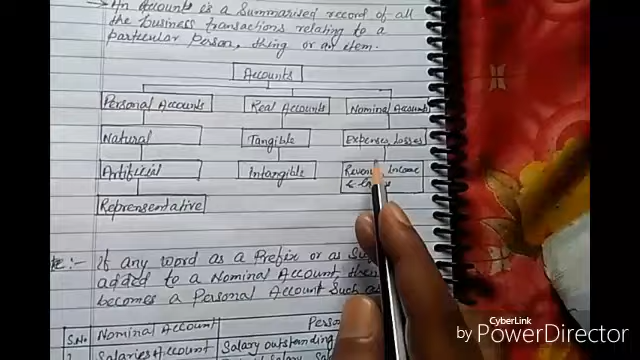 → An accounts is a Summarised record of all
the business transactions relating to a
particular person, thing or an item.
Accounts
Personal Accounts Real Accounts Nominal Accounts
Natural Tangible Expenses, Losses
Artificial Intangible Income
&
Reprensentative
:- If any word as a Prefix or as
added to a Nominal Account
becomes a Personal Account Such as
S.No Nominal Account
1 Salaries Account Salary outstanding
CyberLink
by PowerDirector